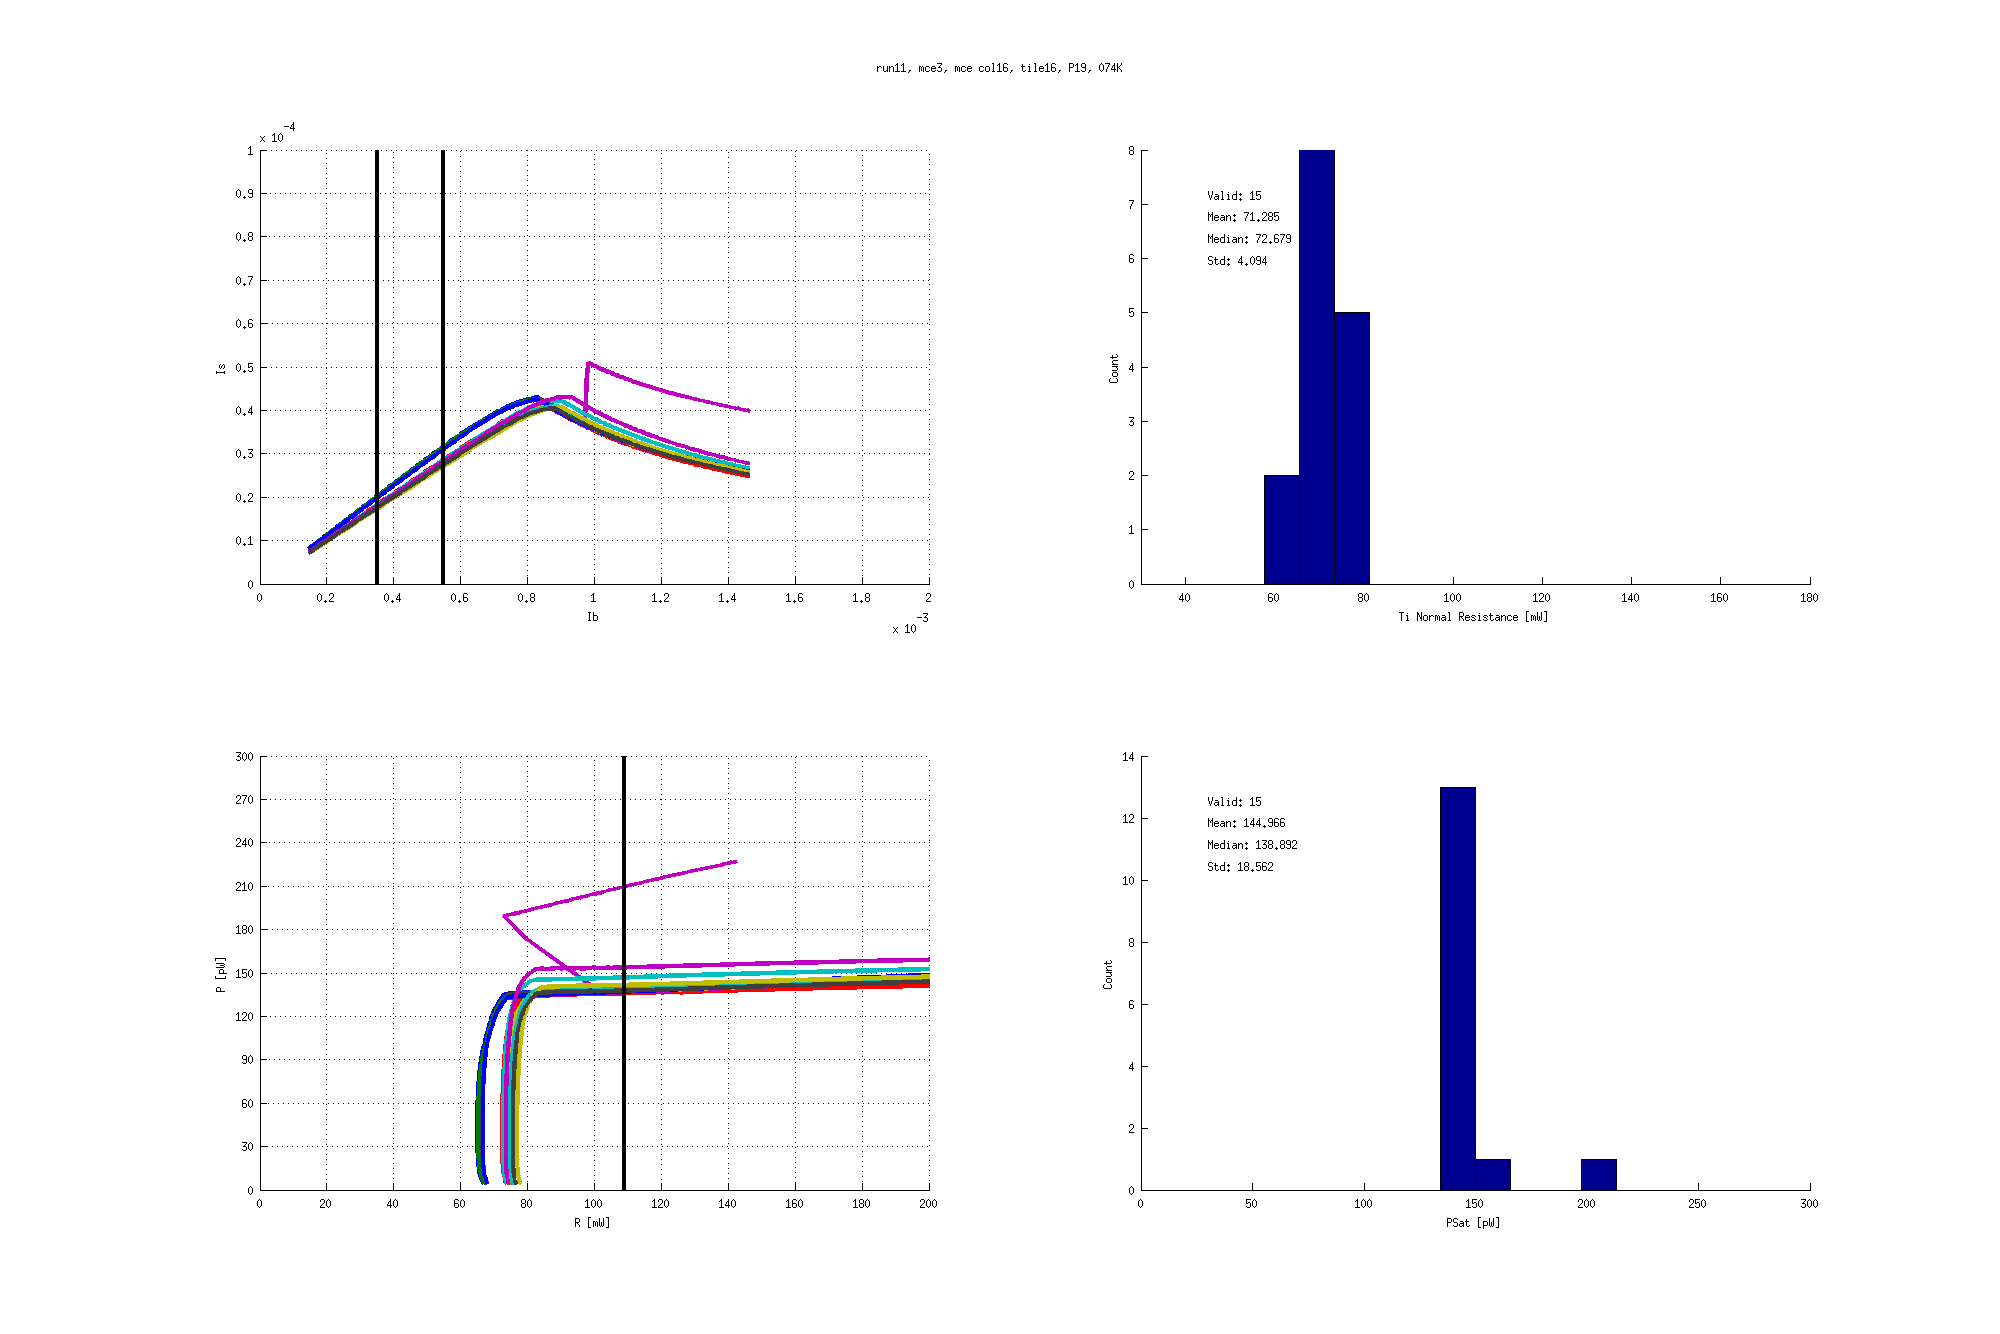 run11, mce3, mce col16, tile16, P19, 074K
x 10^-4
1
0.9
0.8
0.7
0.6
0.5
0.4
0.3
0.2
0.1
0
Is
0 0.2 0.4 0.6 0.8 1 1.2 1.4 1.6 1.8 2
Ib
x 10^-3
8
7
6
5
4
3
2
1
0
Count
Valid: 15
Mean: 71.285
Median: 72.679
Std: 4.094
40 60 80 100 120 140 160 180
Ti Normal Resistance [mW]
300
270
240
210
180
150
120
90
60
30
0
P [pW]
0 20 40 60 80 100 120 140 160 180 200
R [mW]
14
12
10
8
6
4
2
0
Count
Valid: 15
Mean: 144.966
Median: 138.892
Std: 18.562
0 50 100 150 200 250 300
PSat [pW]